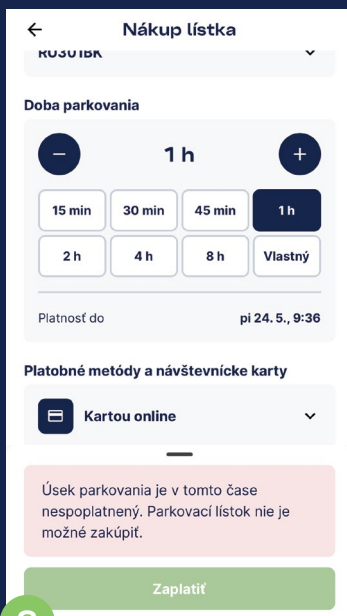 Nákup lístka
RU301BK
Doba parkovania
1 h
15 min
30 min
45 min
1 h
2 h
4 h
8 h
Vlastný
Platnosť do
pi 24. 5., 9:36
Platobné metódy a návštevnícke karty
Kartou online
Úsek parkovania je v tomto čase
nespoplatnený. Parkovací lístok nie je
možné zakúpiť.
Zaplatiť